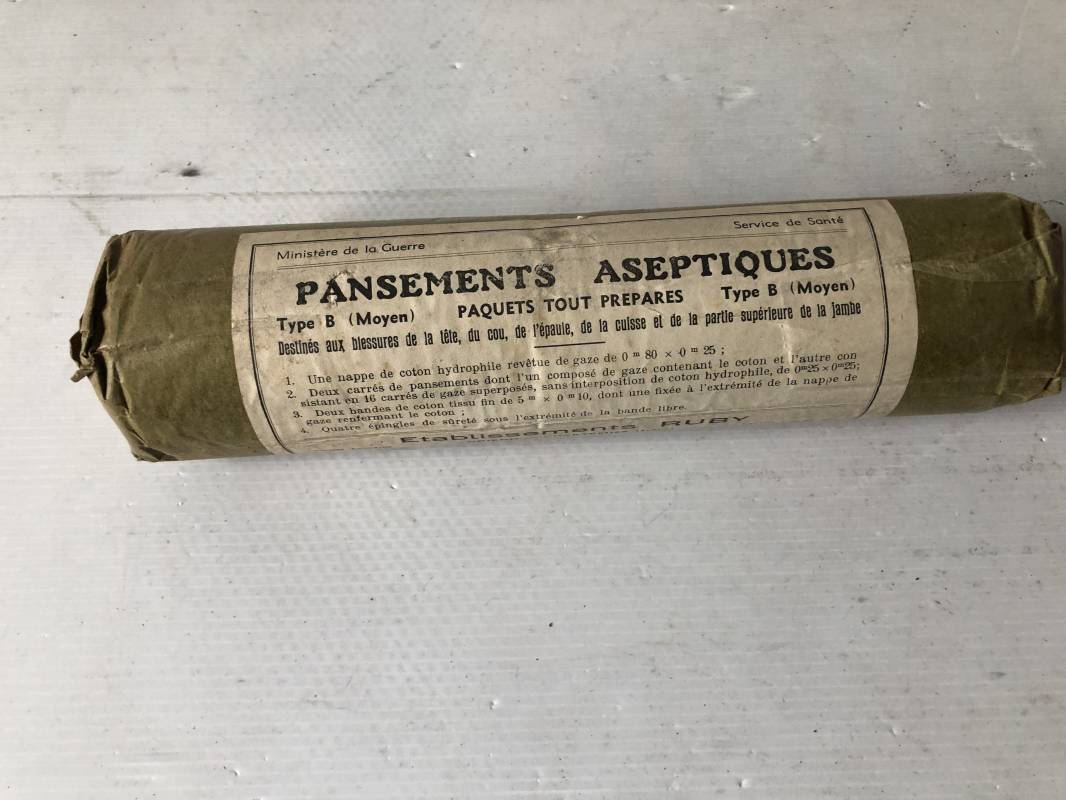 Ministère de la Guerre Service de Santé
PANSEMENTS ASEPTIQUES
Type B (Moyen) PAQUETS TOUT PREPARES Type B (Moyen)
Destinés aux blessures de la tête, du cou, de l'épaule, de la cuisse et de la partie supérieure de la jambe
1. Une nappe de coton hydrophile revêtue de gaze de 0 m 80 × 0 m 25 ;
2. Deux carrés de pansements dont l'un composé de gaze contenant le coton et l'autre con
sistant en 16 carrés de gaze superposés, sans interposition de coton hydrophile, de 0m25 × 0m25;
3. Deux bandes de coton tissu fin de 5 m × 0 m 10, dont une fixée à l'extrémité de la nappe de
gaze renfermant le coton ;
4. Quatre épingles de sûreté sous l'extrémité de la bande libre.
Etablissements RUBY